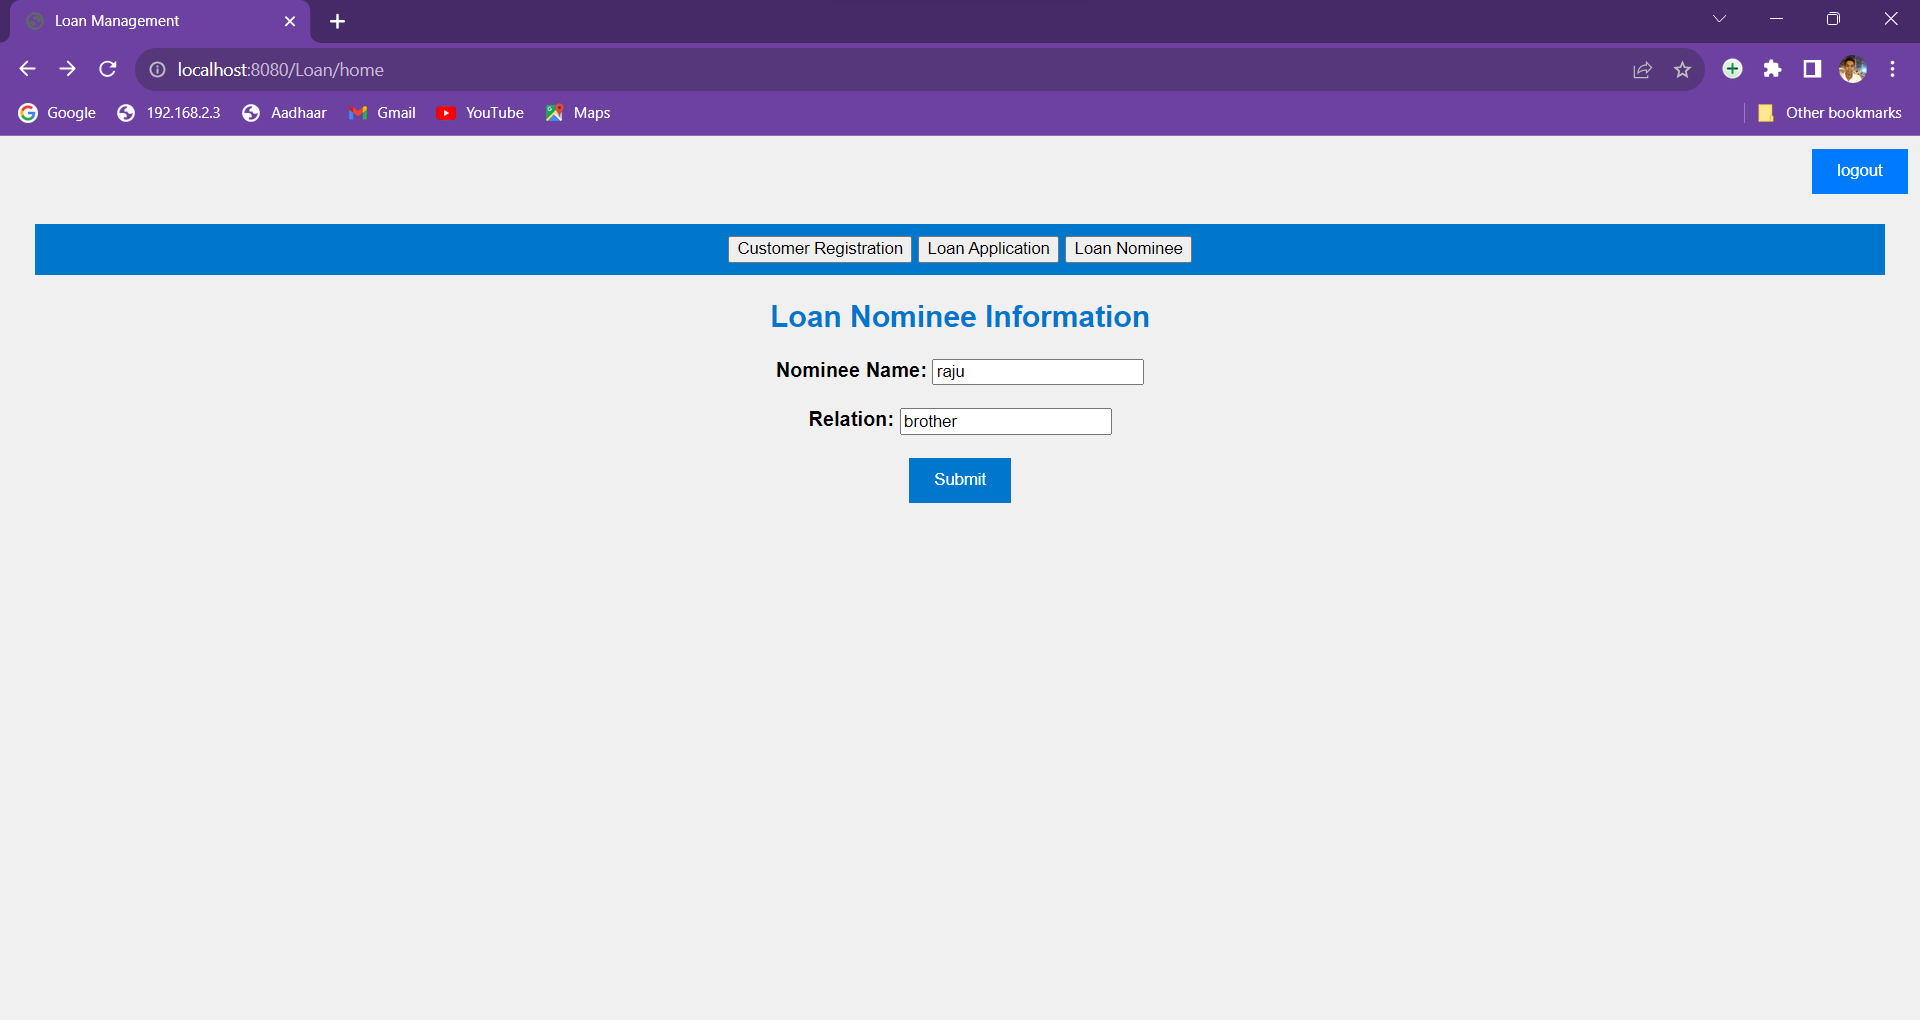 Loan Management
localhost:8080/Loan/home
Google 192.168.2.3 Aadhaar Gmail YouTube Maps Other bookmarks
logout
Customer Registration Loan Application Loan Nominee
Loan Nominee Information
Nominee Name: raju
Relation: brother
Submit